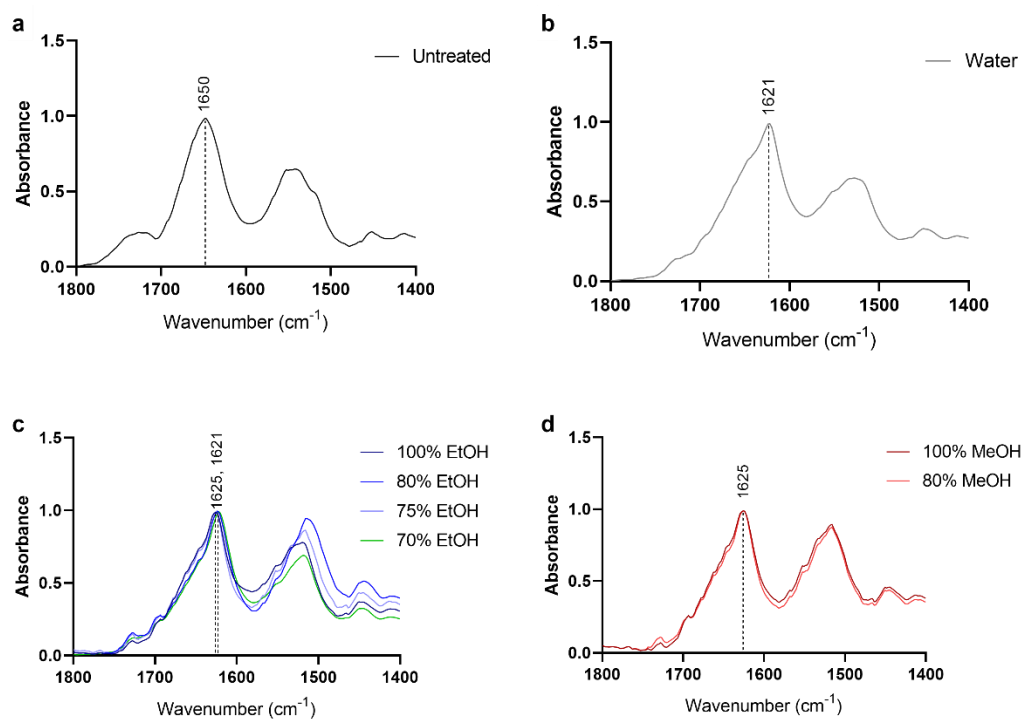 a
Untreated
1650
Absorbance
1.5
1.0
0.5
0.0
1800 1700 1600 1500 1400
Wavenumber (cm⁻¹)
b
Water
1621
Absorbance
1.5
1.0
0.5
0.0
1800 1700 1600 1500 1400
Wavenumber (cm⁻¹)
c
100% EtOH
80% EtOH
75% EtOH
70% EtOH
1625, 1621
Absorbance
1.5
1.0
0.5
0.0
1800 1700 1600 1500 1400
Wavenumber (cm⁻¹)
d
100% MeOH
80% MeOH
1625
Absorbance
1.5
1.0
0.5
0.0
1800 1700 1600 1500 1400
Wavenumber (cm⁻¹)